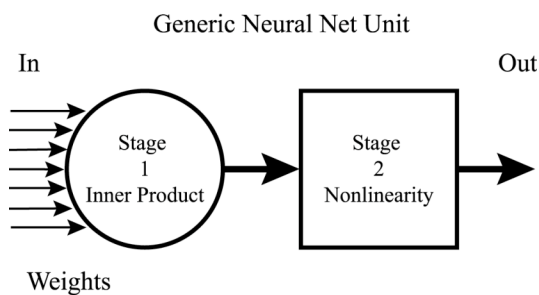 Generic Neural Net Unit
In
Out
Stage
1
Inner Product
Stage
2
Nonlinearity
Weights